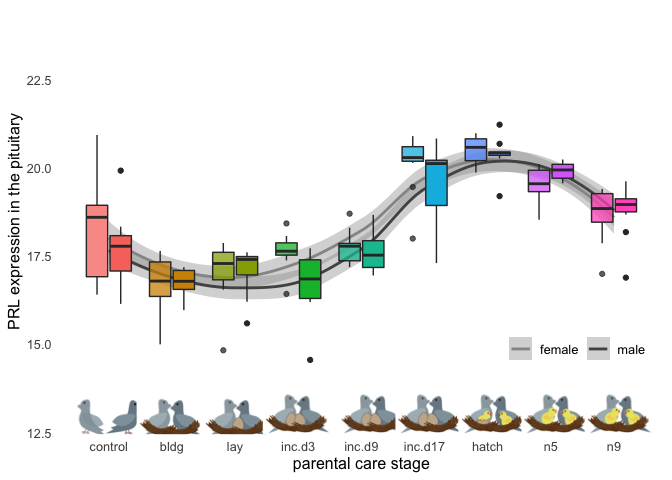 22.5
20.0
17.5
15.0
12.5
PRL expression in the pituitary
female
male
control
bldg
lay
inc.d3
inc.d9
inc.d17
hatch
n5
n9
parental care stage